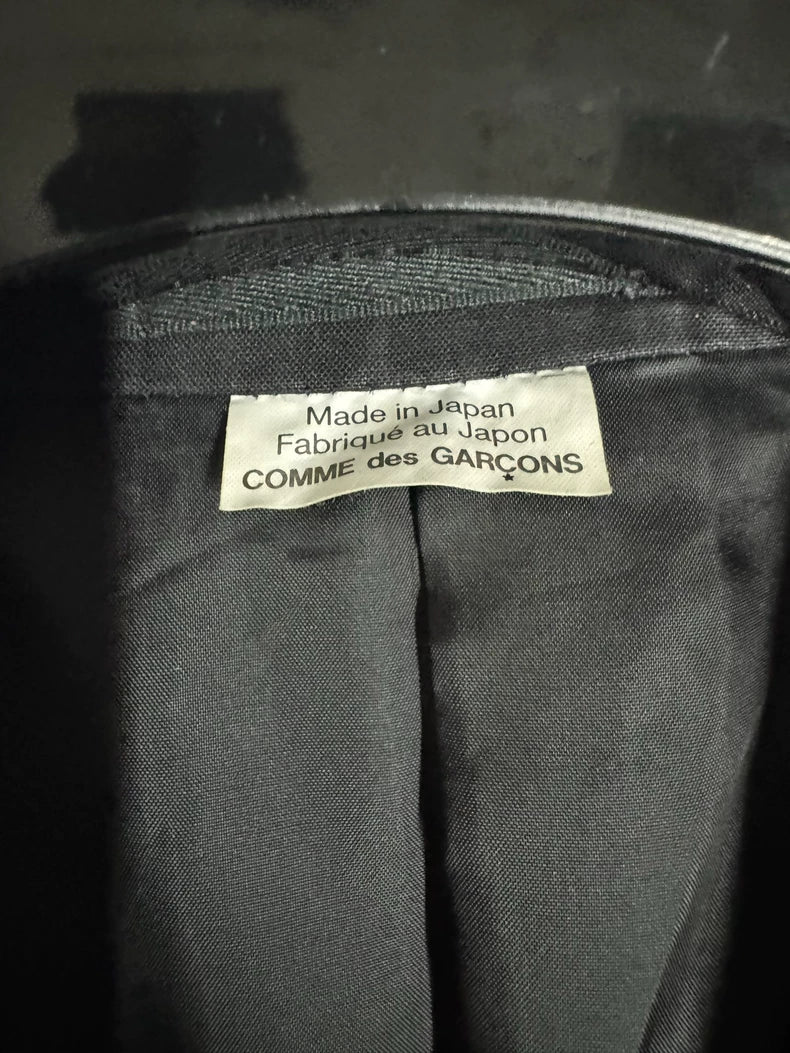 Made in Japan
Fabriqué au Japon
COMME des GARÇONS